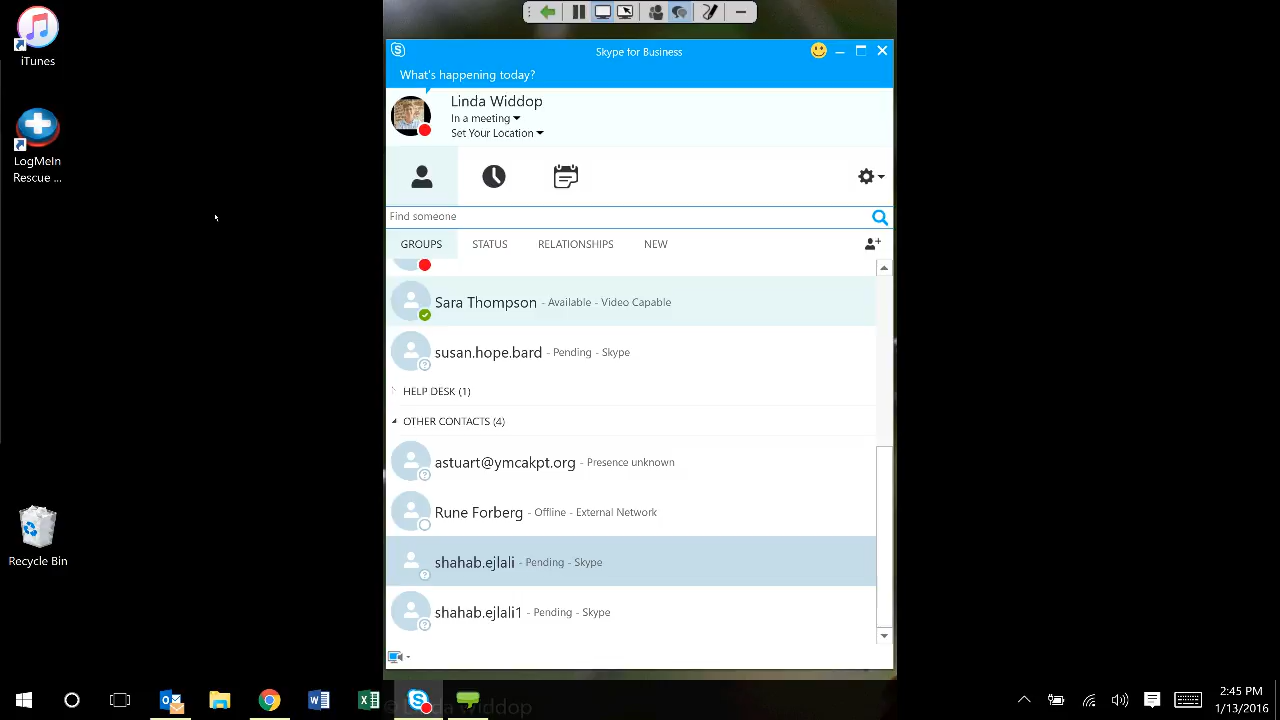 iTunes
LogMeIn
Rescue ...
Recycle Bin
Skype for Business
What's happening today?
Linda Widdop
In a meeting
Set Your Location
Find someone
GROUPS STATUS RELATIONSHIPS NEW
Sara Thompson - Available - Video Capable
susan.hope.bard - Pending - Skype
HELP DESK (1)
OTHER CONTACTS (4)
astuart@ymcakpt.org - Presence unknown
Rune Forberg - Offline - External Network
shahab.ejlali - Pending - Skype
shahab.ejlali1 - Pending - Skype
© Linda Widdop
2:45 PM
1/13/2016